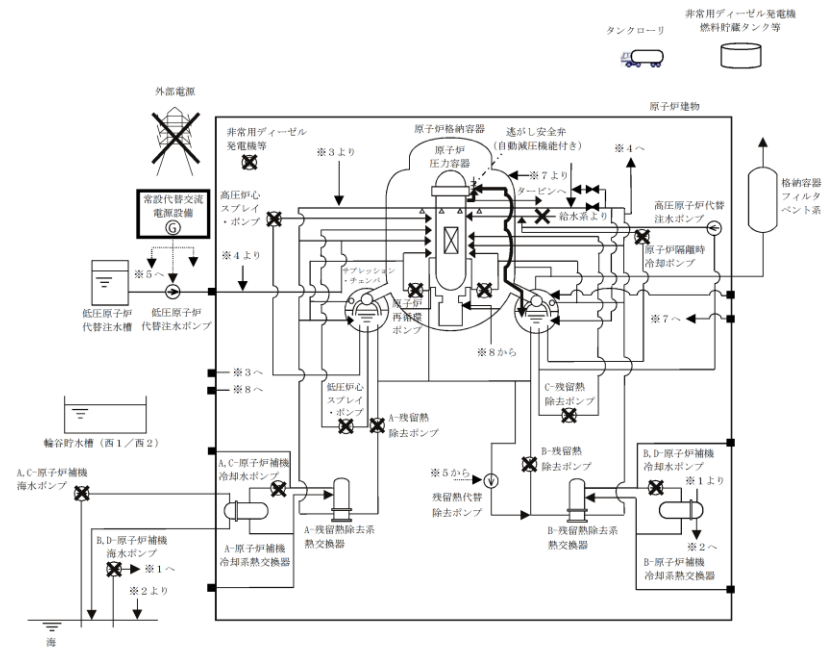 非常用ディーゼル発電機
燃料貯蔵タンク等
タンクローリ
外部電源
原子炉建物
非常用ディーゼル
発電機等
※3より
原子炉格納容器
原子炉
圧力容器
逃がし安全弁
(自動減圧機能付き)
※7より
タービンへ
※4へ
格納容器
フィルタ
ベント系
常設代替交流
電源設備
G
高圧炉心
スプレイ
・ポンプ
給水系より
高圧原子炉代替
注水ポンプ
原子炉隔離時
冷却ポンプ
※5へ
※4より
サプレッション
・チェンバ
低圧原子炉
代替注水槽
低圧原子炉
代替注水ポンプ
原子炉
再循環
ポンプ
※7へ
※8から
※3へ
※8へ
低圧炉心
スプレイ
・ポンプ
A-残留熱
除去ポンプ
C-残留熱
除去ポンプ
輪谷貯水槽(西1/西2)
A,C-原子炉補機
冷却水ポンプ
A,C-原子炉補機
海水ポンプ
※5から
残留熱代替
除去ポンプ
B-残留熱
除去ポンプ
B,D-原子炉補機
冷却水ポンプ
※1より
A-残留熱除去系
熱交換器
B-残留熱除去系
熱交換器
※2へ
B,D-原子炉補機
海水ポンプ
A-原子炉補機
冷却系熱交換器
B-原子炉補機
冷却系熱交換器
※1へ
※2より
海